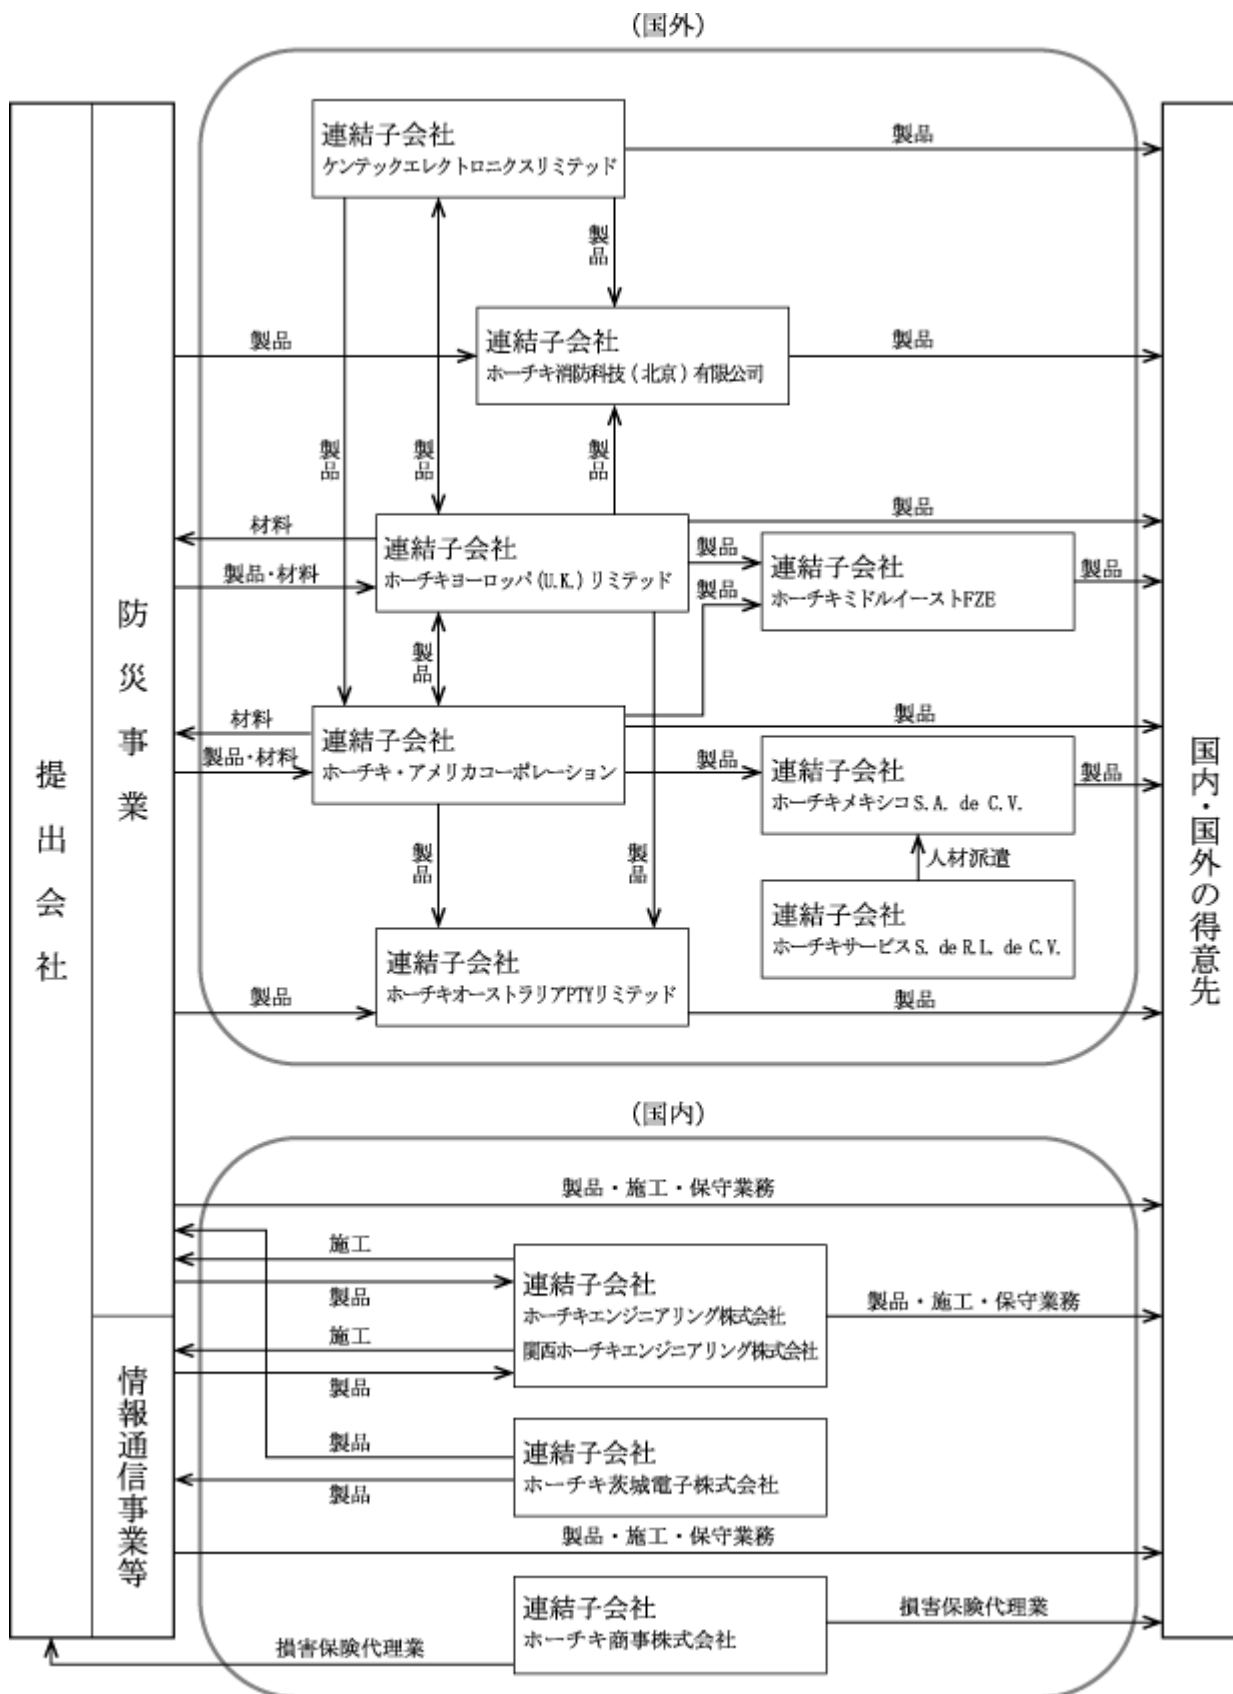 (国外)
連結子会社
ケンテックエレクトロニクスリミテッド
製品
製品
製品
連結子会社
ホーチキ消防科技(北京)有限公司
製品
製品
製品
製品
材料
製品・材料
連結子会社
ホーチキヨーロッパ(U.K.)リミテッド
製品
製品
製品
連結子会社
ホーチキミドルイーストFZE
製品
製品
材料
製品・材料
連結子会社
ホーチキ・アメリカコーポレーション
製品
製品
連結子会社
ホーチキメキシコS.A. de C.V.
製品
人材派遣
製品
製品
連結子会社
ホーチキサービスS. de R.L. de C.V.
連結子会社
ホーチキオーストラリアPTYリミテッド
製品
製品
提出会社
防災事業
情報通信事業等
国内・国外の得意先
(国内)
製品・施工・保守業務
施工
製品
施工
製品
連結子会社
ホーチキエンジニアリング株式会社
関西ホーチキエンジニアリング株式会社
製品・施工・保守業務
製品
製品
連結子会社
ホーチキ茨城電子株式会社
製品・施工・保守業務
連結子会社
ホーチキ商事株式会社
損害保険代理業
損害保険代理業